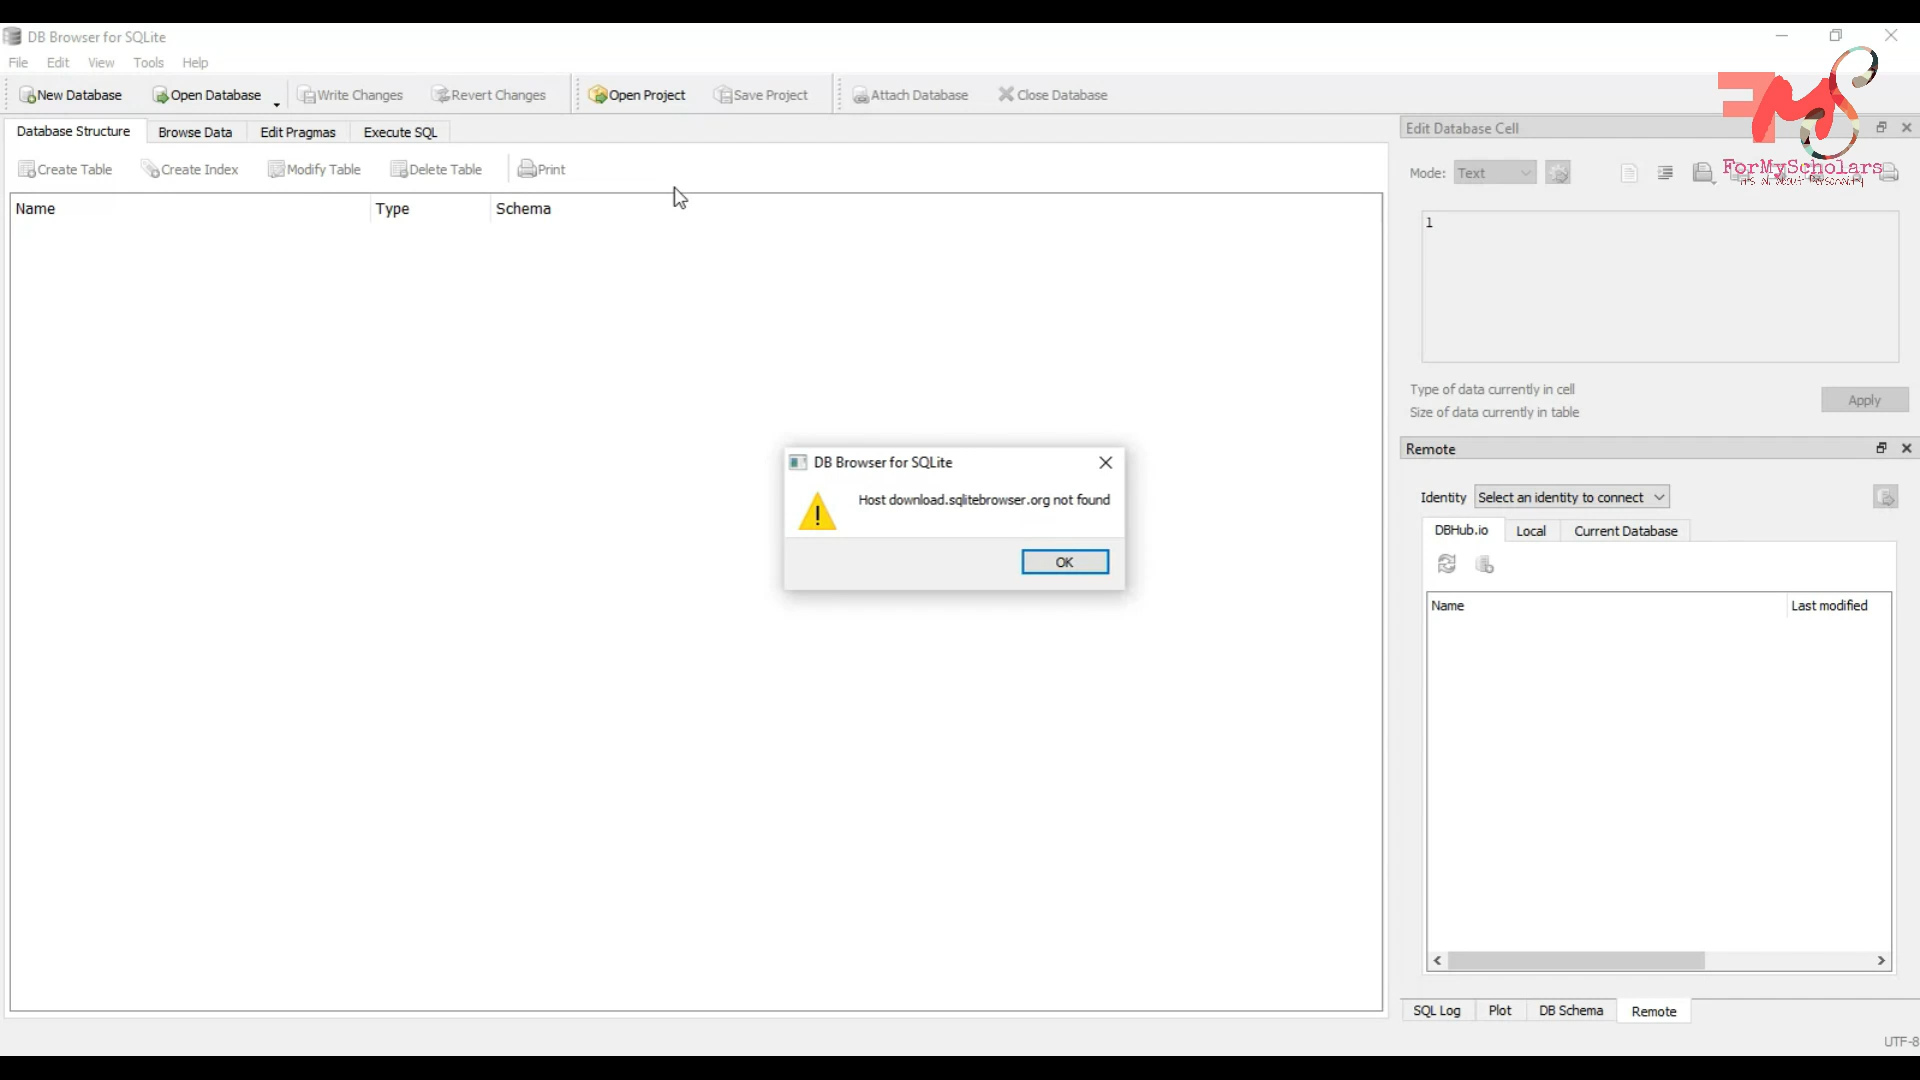 DB Browser for SQLite
File Edit View Tools Help
New Database Open Database Write Changes Revert Changes Open Project Save Project Attach Database Close Database
Database Structure Browse Data Edit Pragmas Execute SQL
Create Table Create Index Modify Table Delete Table Print
Name Type Schema
Edit Database Cell
Mode: Text
FMS
ForMyScholars
1
Type of data currently in cell
Size of data currently in table
Apply
DB Browser for SQLite
Host download.sqlitebrowser.org not found
OK
Remote
Identity Select an identity to connect
DBHub.io Local Current Database
Name Last modified
SQL Log Plot DB Schema Remote
UTF-8